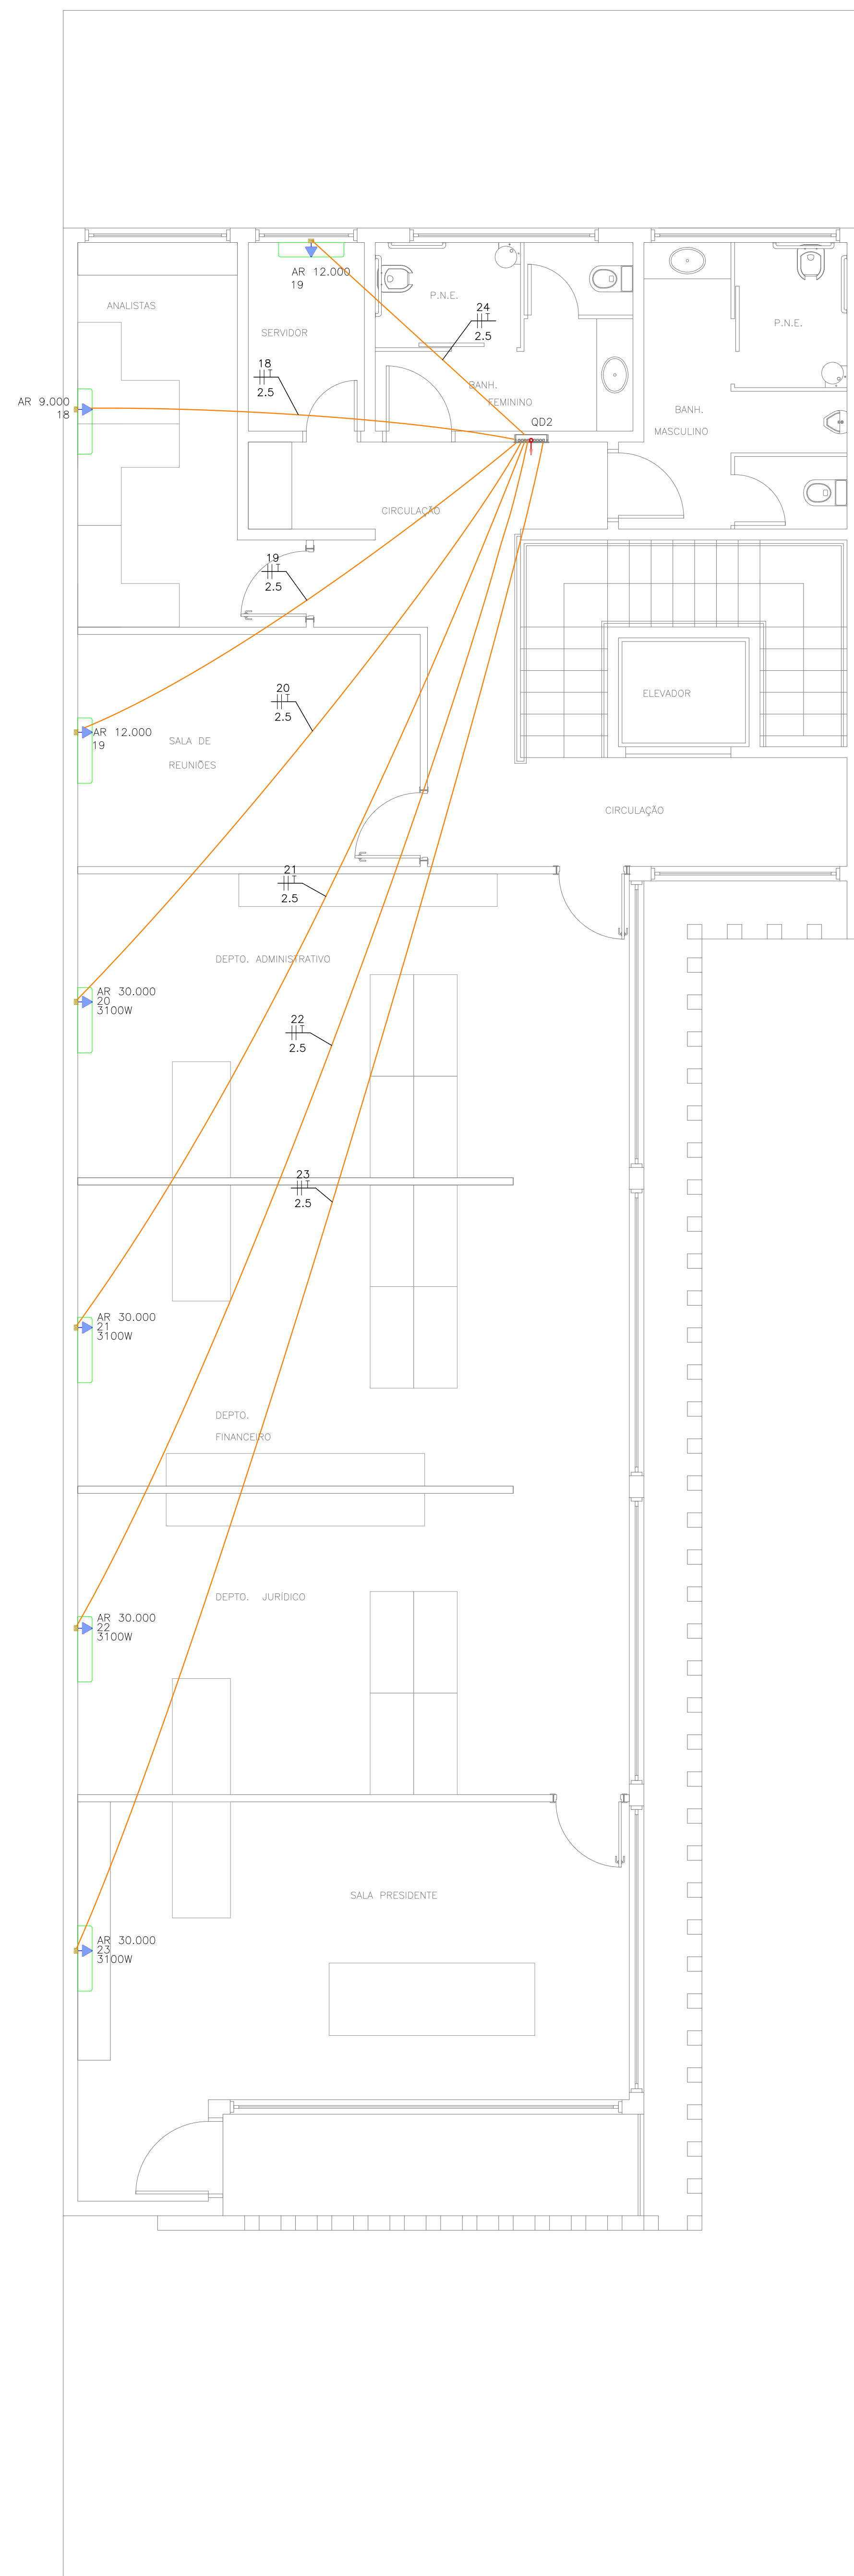 AR 12.000
19
ANALISTAS
P.N.E.
24
2.5
P.N.E.
SERVIDOR
18
2.5
BANH.
FEMININO
AR 9.000
18
BANH.
MASCULINO
QD2
CIRCULAÇÃO
19
2.5
20
2.5
ELEVADOR
AR 12.000
19
SALA DE
REUNIÕES
CIRCULAÇÃO
21
2.5
DEPTO. ADMINISTRATIVO
AR 30.000
20
3100W
22
2.5
23
2.5
AR 30.000
21
3100W
DEPTO.
FINANCEIRO
DEPTO. JURÍDICO
AR 30.000
22
3100W
SALA PRESIDENTE
AR 30.000
23
3100W